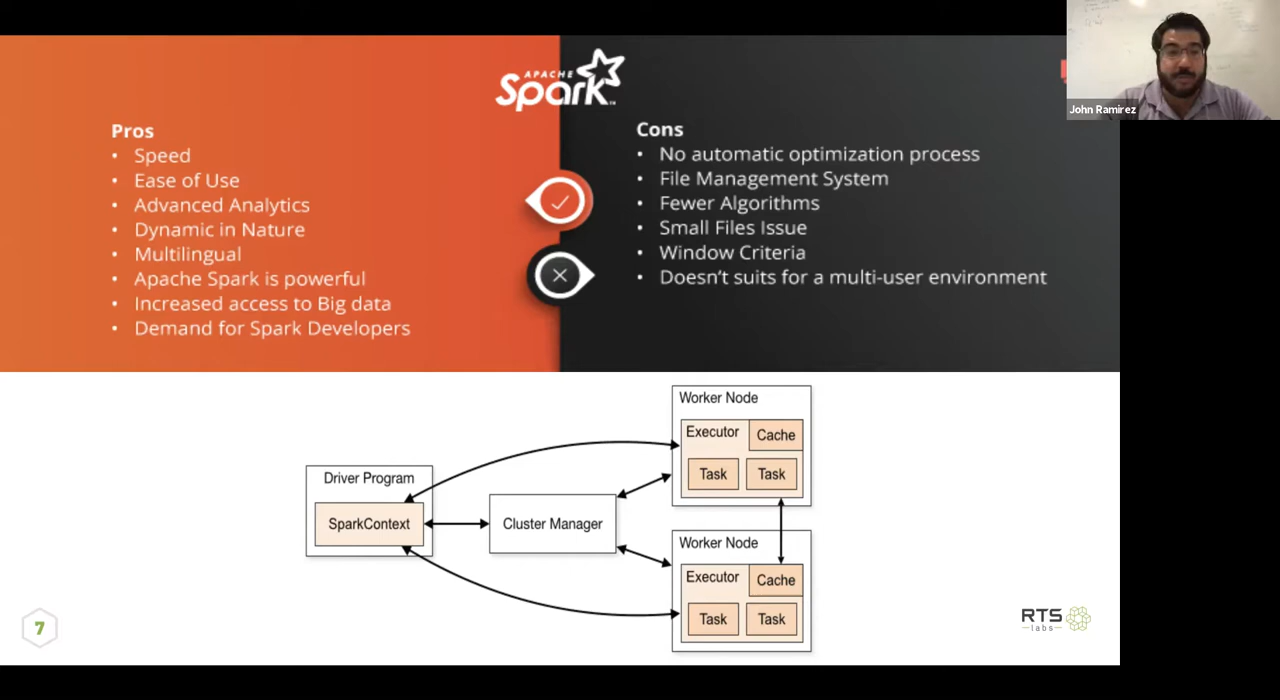 APACHE
Spark
John Ramirez
Pros
• Speed
• Ease of Use
• Advanced Analytics
• Dynamic in Nature
• Multilingual
• Apache Spark is powerful
• Increased access to Big data
• Demand for Spark Developers
Cons
• No automatic optimization process
• File Management System
• Fewer Algorithms
• Small Files Issue
• Window Criteria
• Doesn't suits for a multi-user environment
Driver Program
SparkContext
Cluster Manager
Worker Node
Executor
Cache
Task
Task
Worker Node
Executor
Cache
Task
Task
7
RTS
labs